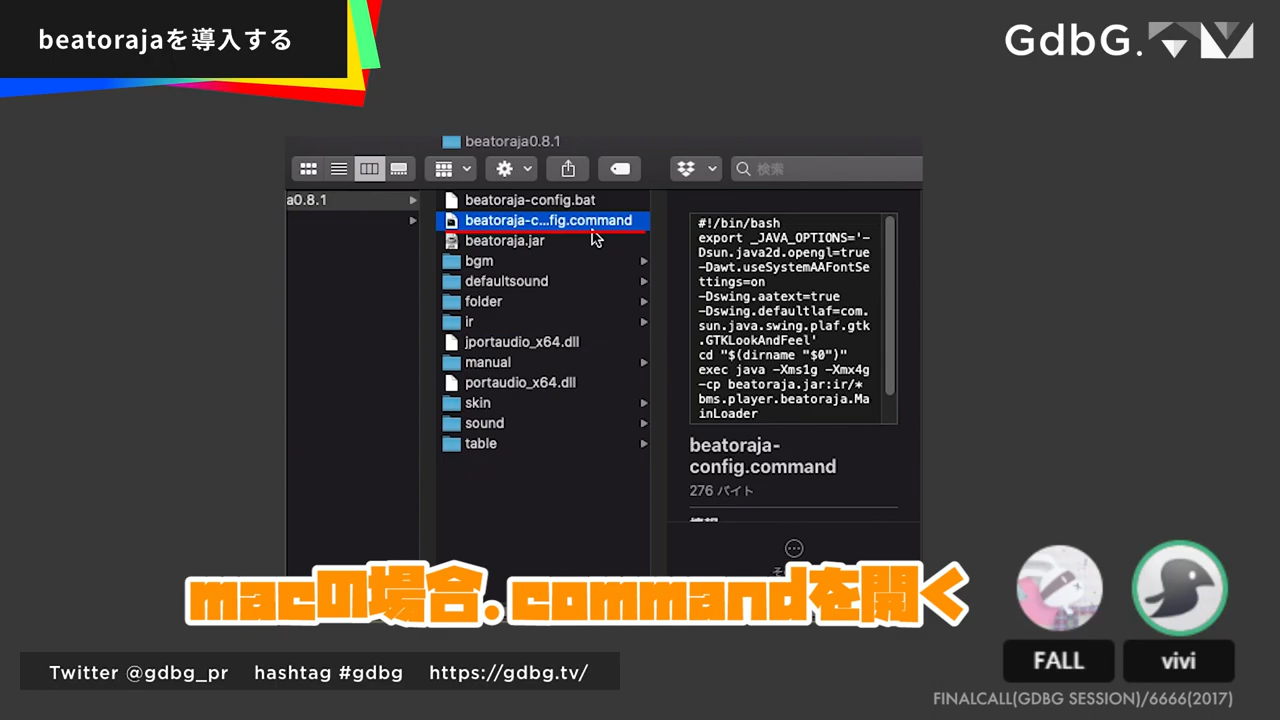 beatorajaを導入する
GdbG.TV
beatoraja0.8.1
検索
a0.8.1
beatoraja-config.bat
beatoraja-c...fig.command
beatoraja.jar
bgm
defaultsound
folder
ir
jportaudio_x64.dll
manual
portaudio_x64.dll
skin
sound
table
#!/bin/bash
export _JAVA_OPTIONS='-
Dsun.java2d.opengl=true
-Dawt.useSystemAAFontSe
ttings=on
-Dswing.aatext=true
-Dswing.defaultlaf=com.
sun.java.swing.plaf.gtk
.GTKLookAndFeel'
cd "$(dirname "$0")"
exec java -Xms1g -Xmx4g
-cp beatoraja.jar:ir/*
bms.player.beatoraja.Ma
inLoader
beatoraja-
config.command
276 バイト
macの場合.commandを開く
FALL
vivi
Twitter @gdbg_pr hashtag #gdbg https://gdbg.tv/
FINALCALL(GDBG SESSION)/6666(2017)